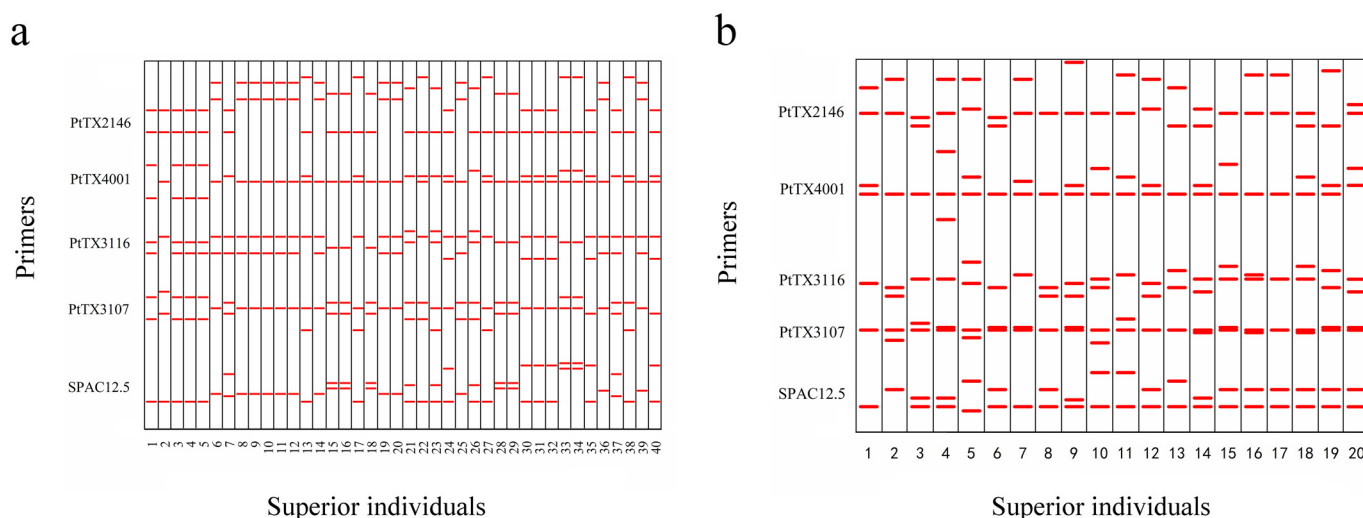 a
Primers
PtTX2146
PtTX4001
PtTX3116
PtTX3107
SPAC12.5
1 2 3 4 5 6 7 8 9 10 11 12 13 14 15 16 17 18 19 20 21 22 23 24 25 26 27 28 29 30 31 32 33 34 35 36 37 38 39 40
Superior individuals
b
Primers
PtTX2146
PtTX4001
PtTX3116
PtTX3107
SPAC12.5
1 2 3 4 5 6 7 8 9 10 11 12 13 14 15 16 17 18 19 20
Superior individuals